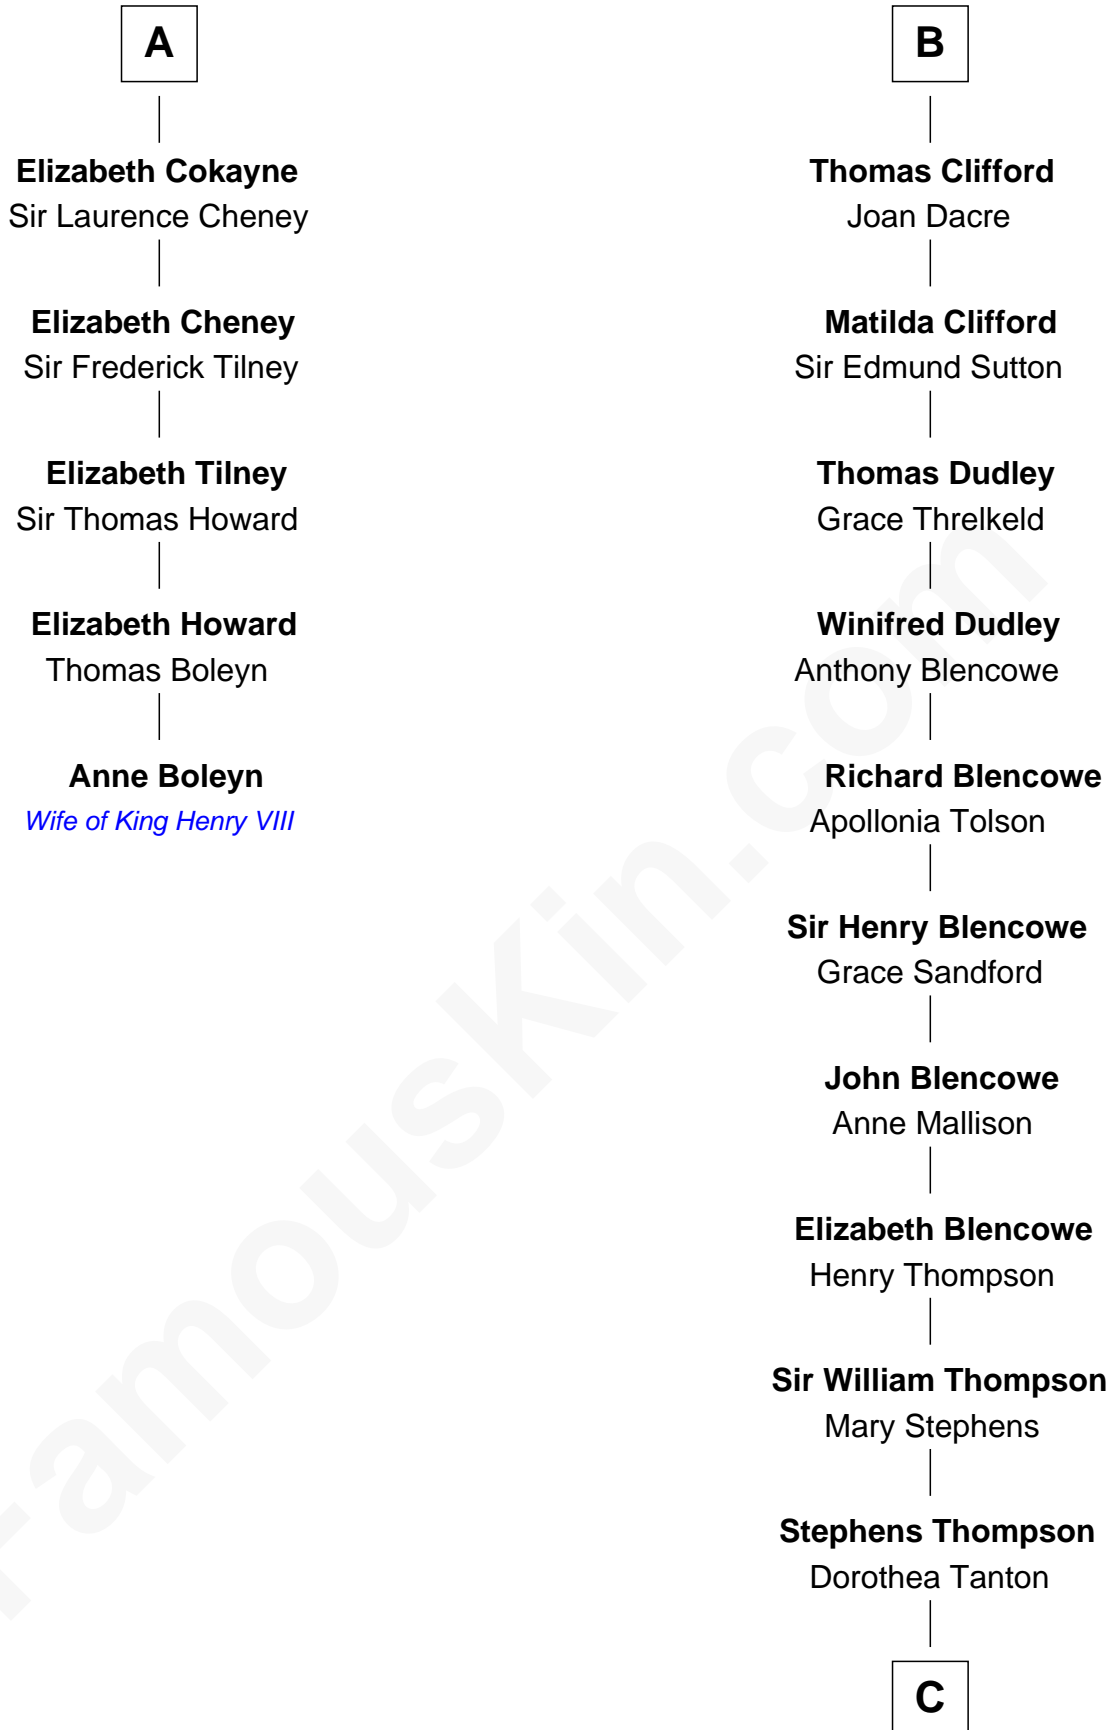 A
Elizabeth Cokayne
Sir Laurence Cheney
Elizabeth Cheney
Sir Frederick Tilney
Elizabeth Tilney
Sir Thomas Howard
Elizabeth Howard
Thomas Boleyn
Anne Boleyn
Wife of King Henry VIII
B
Thomas Clifford
Joan Dacre
Matilda Clifford
Sir Edmund Sutton
Thomas Dudley
Grace Threlkeld
Winifred Dudley
Anthony Blencowe
Richard Blencowe
Apollonia Tolson
Sir Henry Blencowe
Grace Sandford
John Blencowe
Anne Mallison
Elizabeth Blencowe
Henry Thompson
Sir William Thompson
Mary Stephens
Stephens Thompson
Dorothea Tanton
C
FamousKin.com